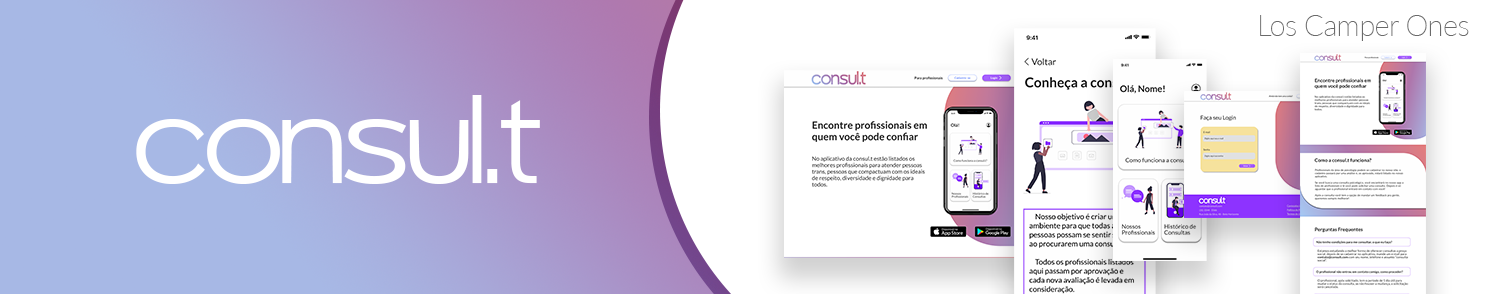 consul.t
Los Camper Ones
consul.t
Para profissionais
Login
Encontre profissionais em
quem você pode confiar
No aplicativo da consul.t estão listados os
melhores profissionais para atender pessoas
trans, pessoas que compactuam com os ideais
de respeito, diversidade e dignidade para
todos.
Olá!
Como funciona a consul.t?
Nossos
Profissionais
Histórico de
Consultas
App Store
Google Play
9:41
Voltar
Conheça a con
Nosso objetivo é criar u
ambiente para que todas a
pessoas possam se sentir s
ao procurarem uma consu
Todos os profissionais listados
aqui passam por aprovação e
cada nova avaliação é levada em
consideração.
9:41
Olá, Nome!
Como funciona a consu
Nossos
Profissionais
Histórico de
Consultas
consul.t
Faça seu Login
consul.t
consul.t
Encontre profissionais em
quem você pode confiar
App Store
Google Play
Como a consul.t funciona?
Perguntas Frequentes